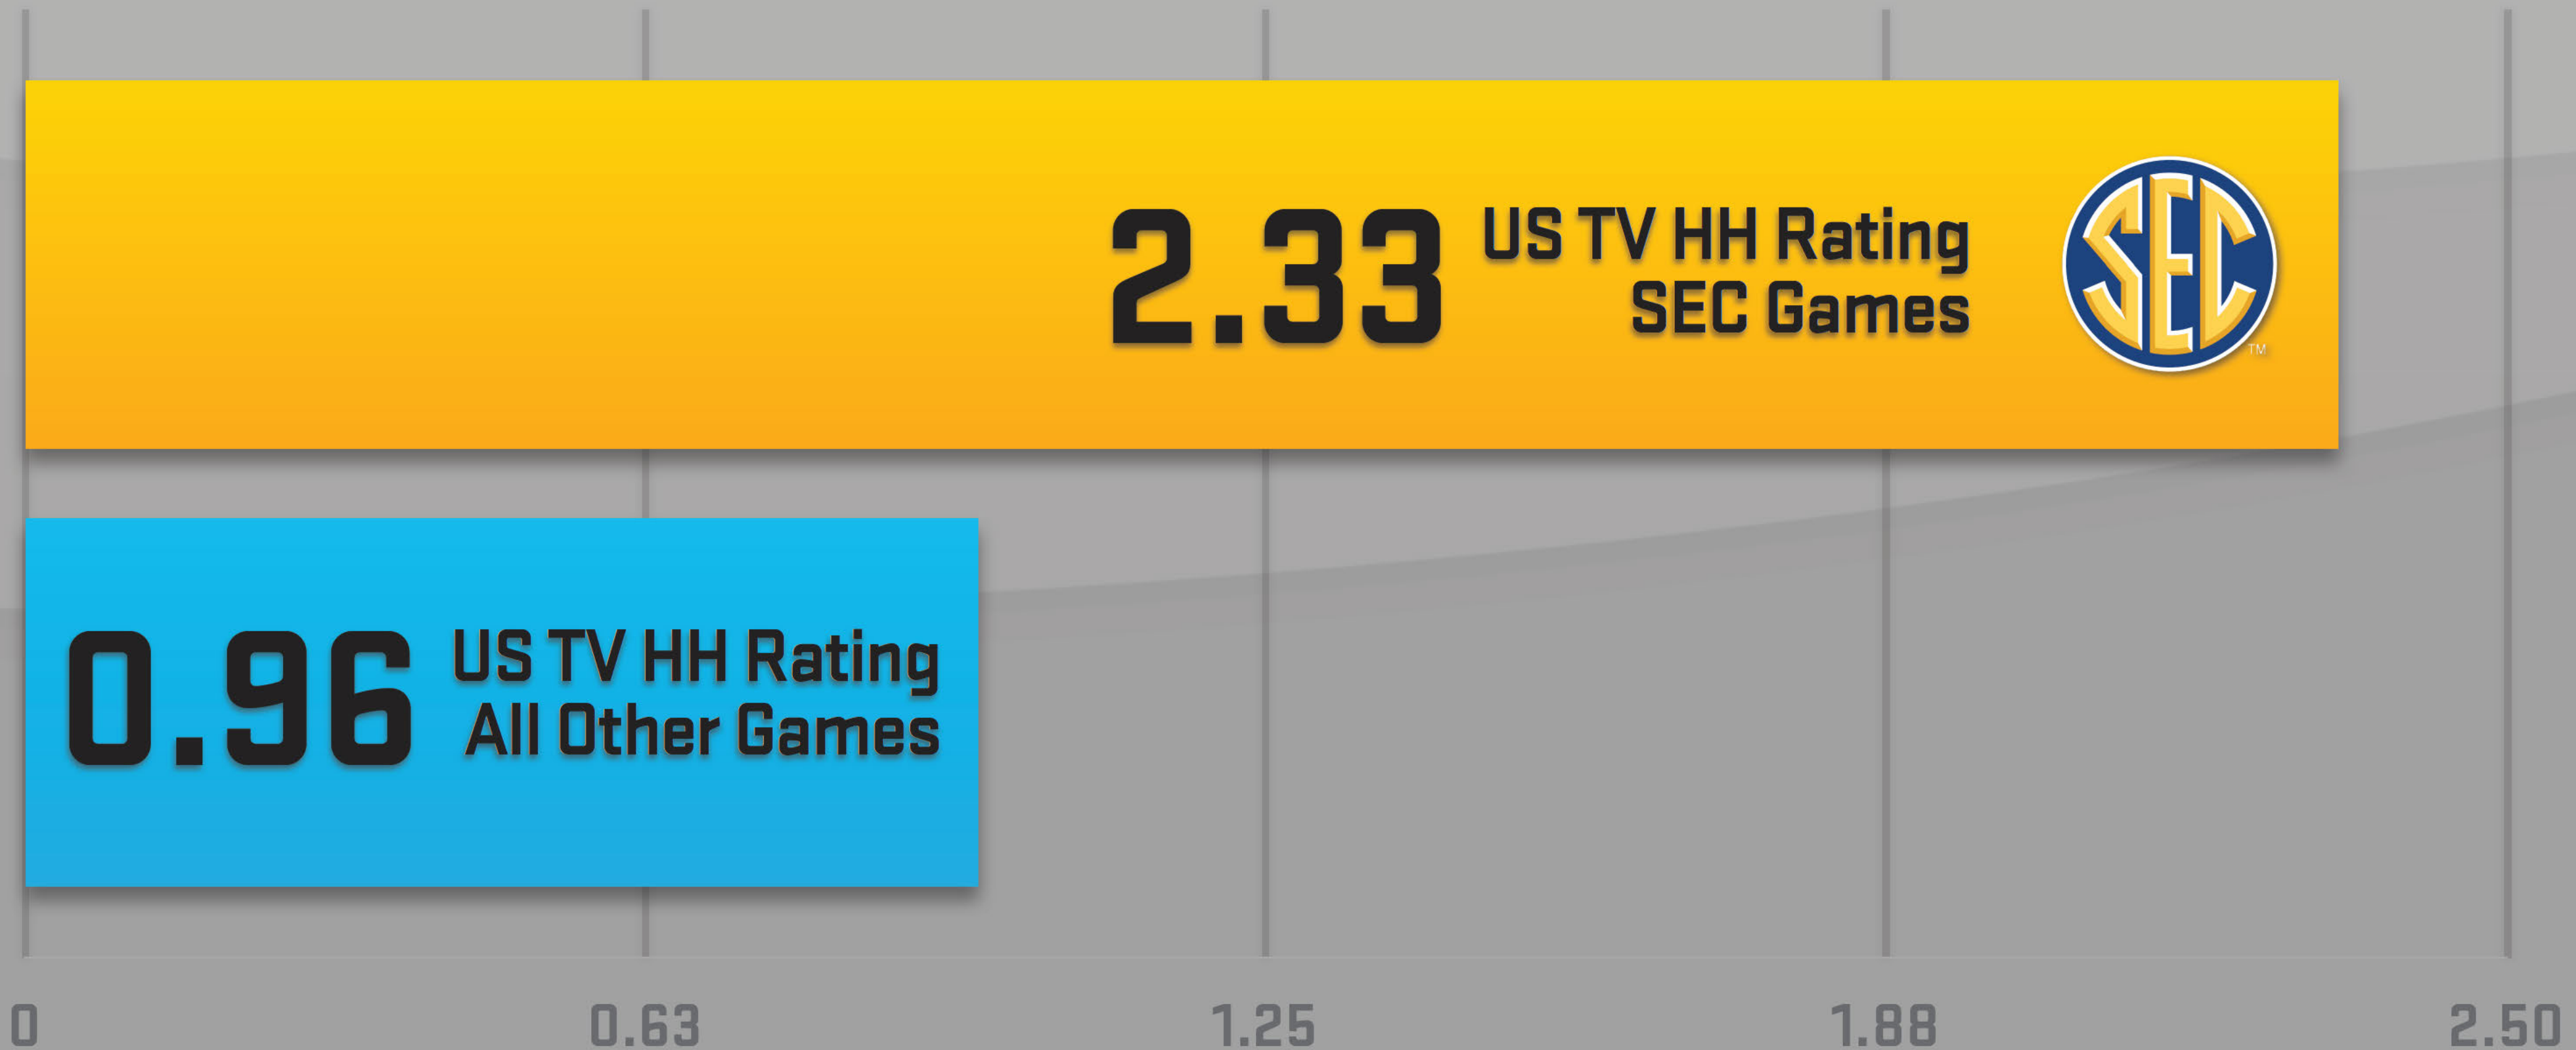 2.33
US TV HH Rating
SEC Games
SEC
TM
0.96
US TV HH Rating
All Other Games
0
0.63
1.25
1.88
2.50